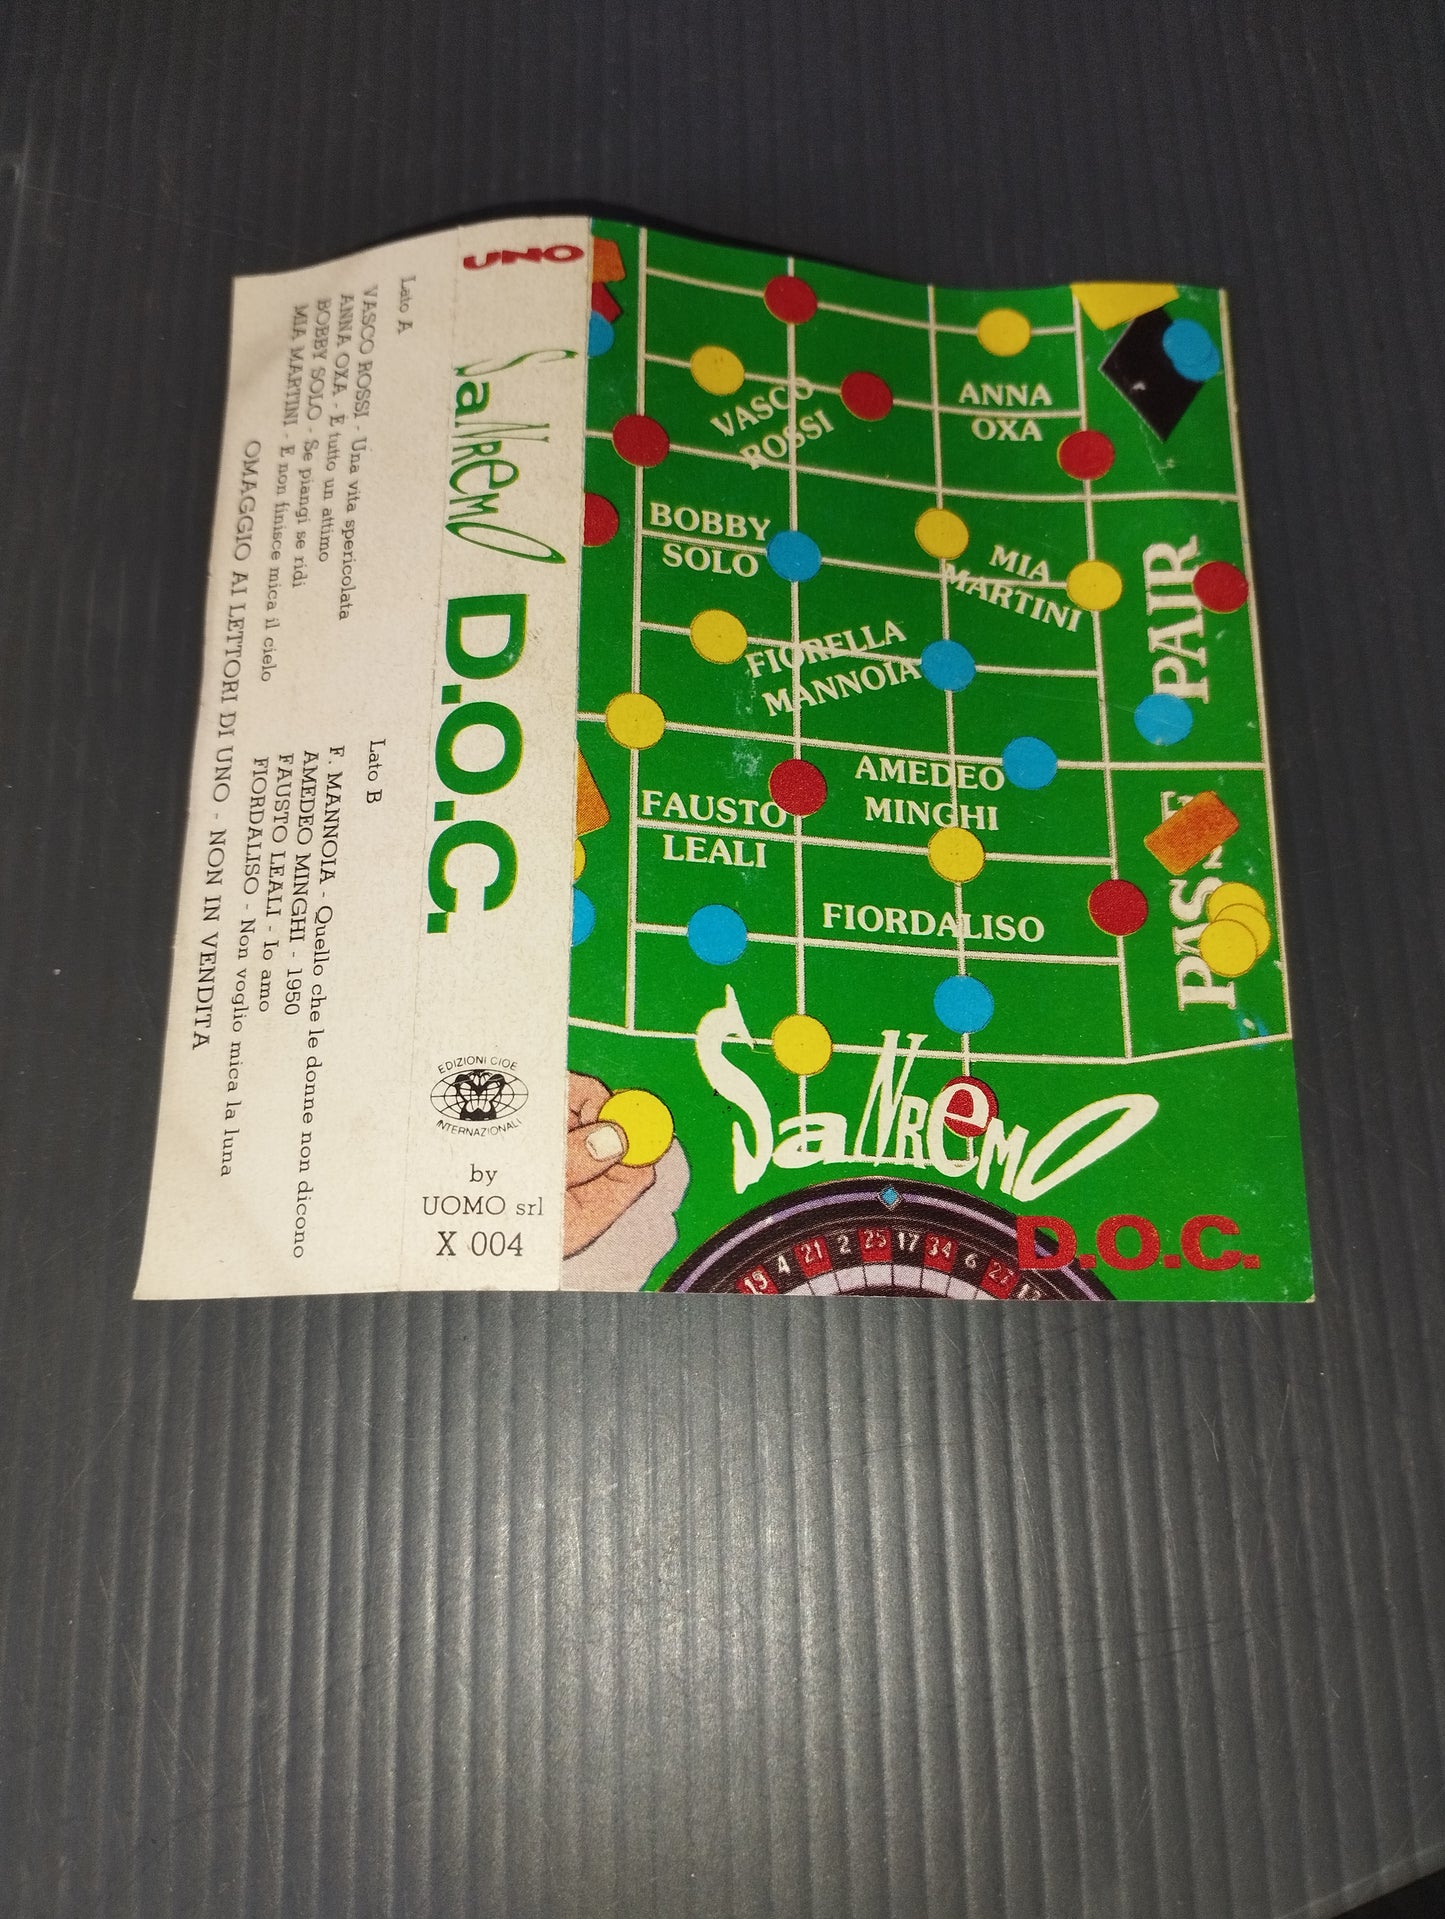 Lato A
VASCO ROSSI - Una vita spericolata
ANNA OXA - È tutto un attimo
BOBBY SOLO - Se piangi se ridi
MIA MARTINI - E non finisce mica il cielo
Lato B
F. MANNOIA - Quello che le donne non dicono
AMEDEO MINGHI - 1950
FAUSTO LEALI - Io amo
FIORDALISO - Non voglio mica la luna
OMAGGIO AI LETTORI DI UNO - NON IN VENDITA
UNO
SaNReMO D.O.C.
EDIZIONI CIOE
INTERNAZIONALI
by
UOMO srl
X 004
VASCO
ROSSI
ANNA
OXA
BOBBY
SOLO
MIA
MARTINI
FIORELLA
MANNOIA
AMEDEO
MINGHI
FAUSTO
LEALI
FIORDALISO
PAIR
SaNReMO
D.O.C.
19 4 21 2 25 17 34 6 27